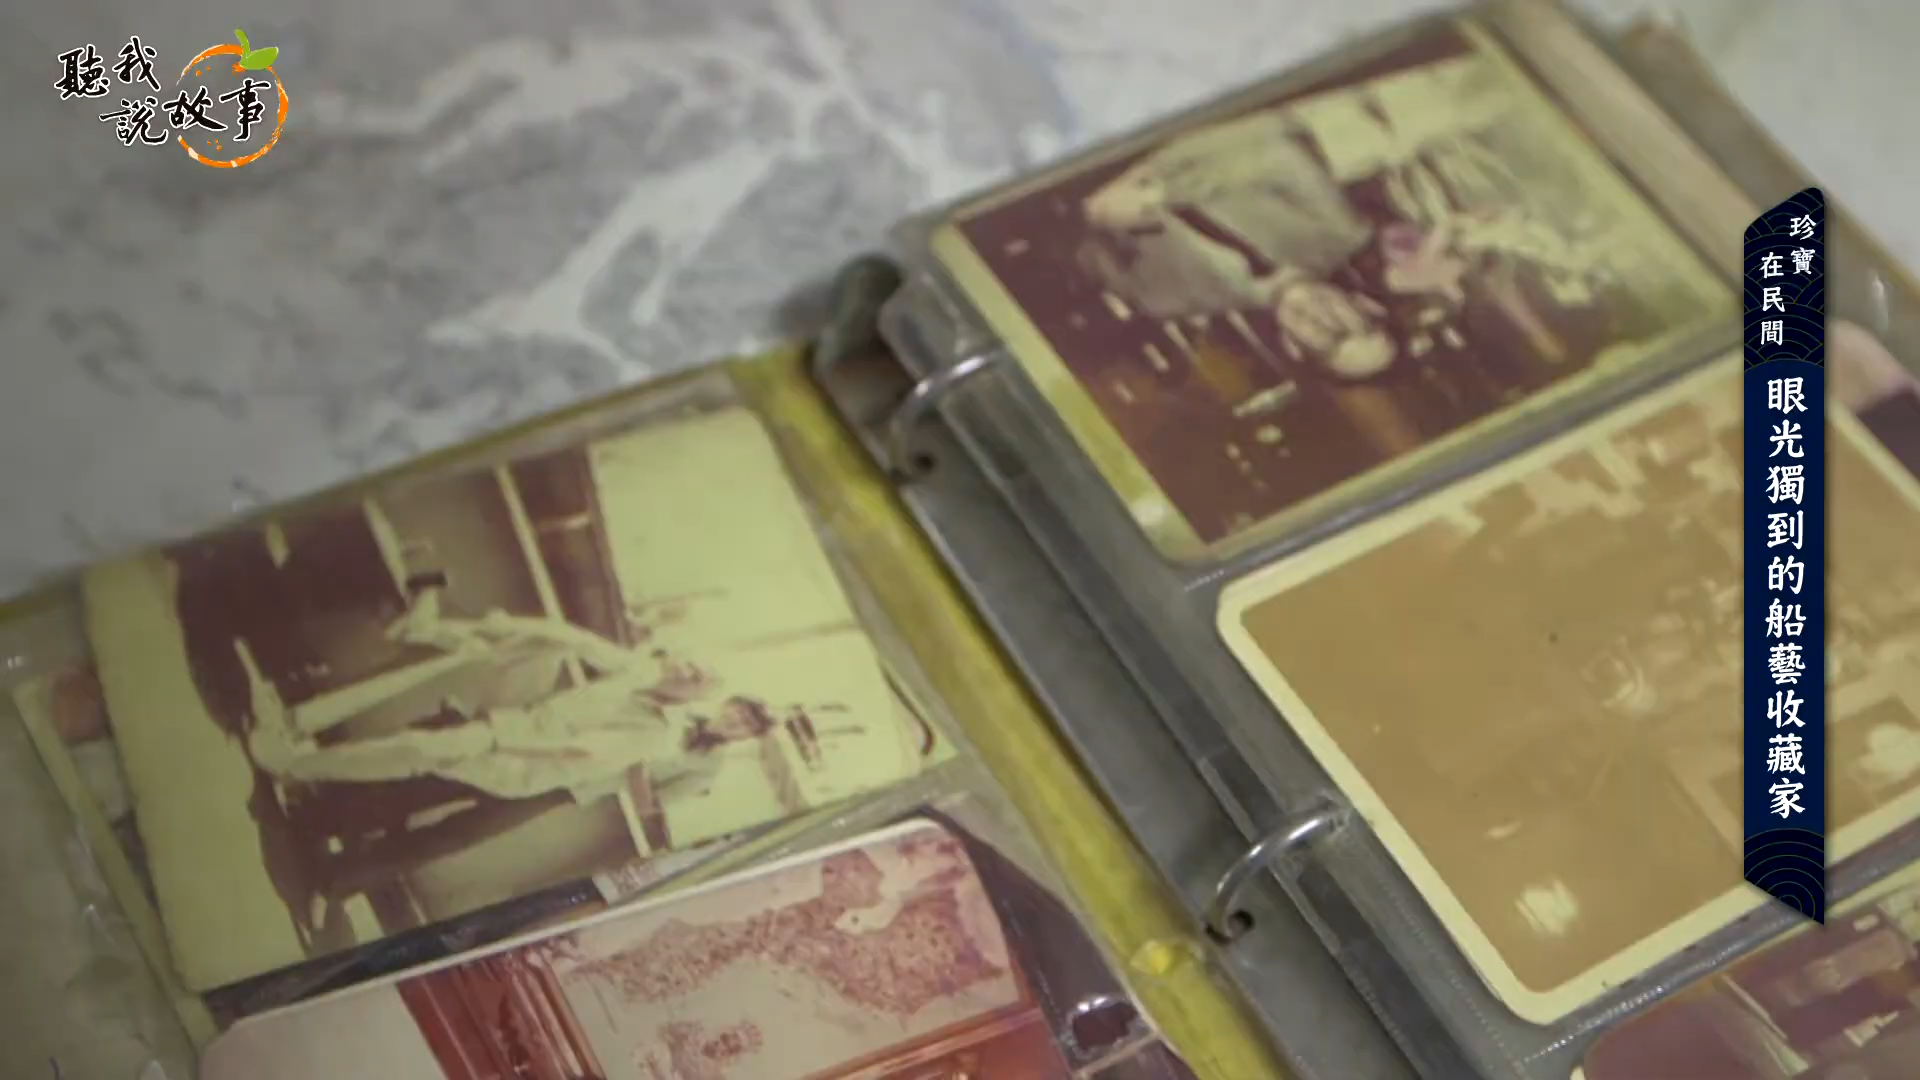 聽我
說故事
珍寶
在民間
眼光獨到的船藝收藏家